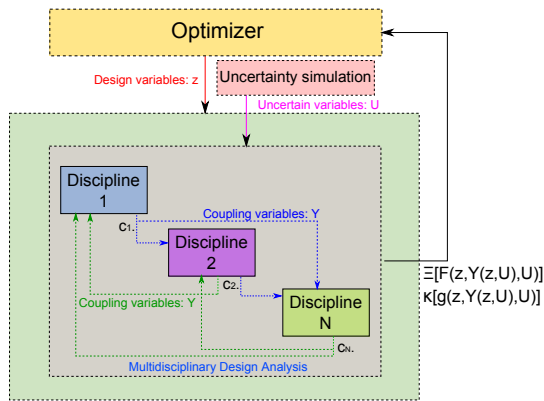 Optimizer
Design variables: z
Uncertainty simulation
Uncertain variables: U
Discipline
1
C1.
Coupling variables: Y
Discipline
2
Coupling variables: Y
C2.
Discipline
N
CN.
Multidisciplinary Design Analysis
Ξ[F(z,Y(z,U),U)]
κ[g(z,Y(z,U),U)]